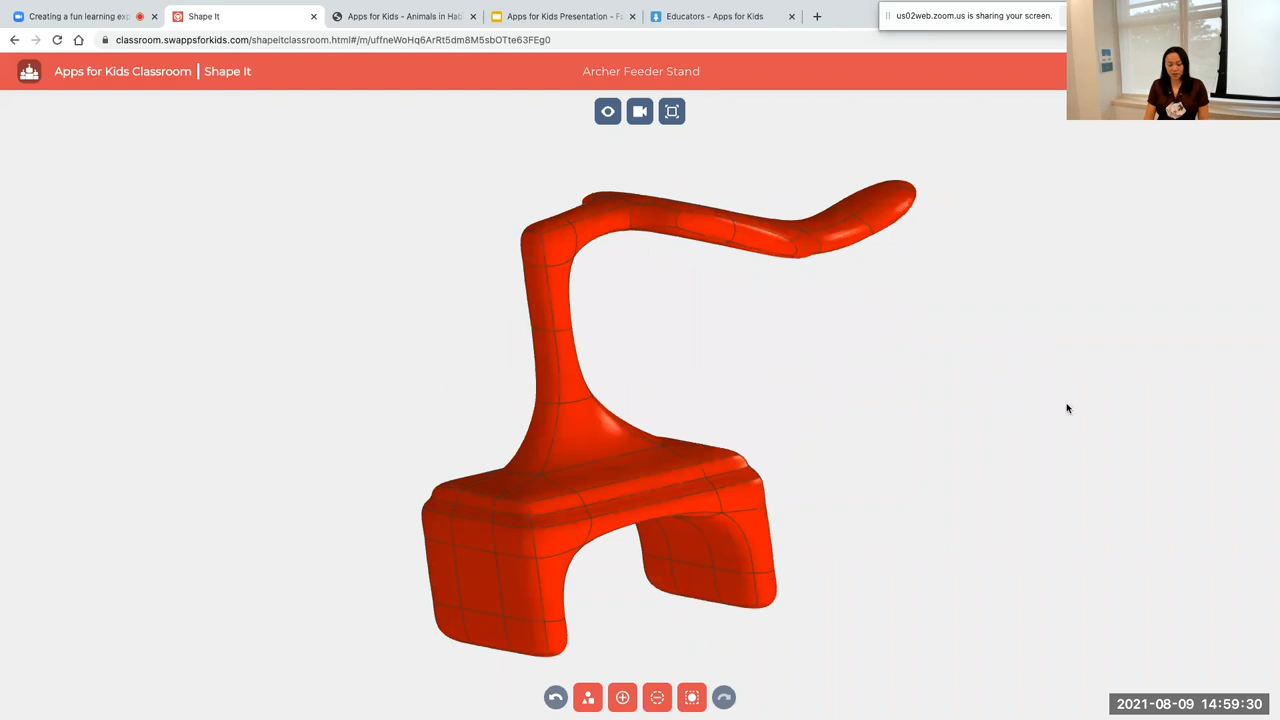 Creating a fun learning exp
Shape It
Apps for Kids - Animals in Hab
Apps for Kids Presentation - Fa
Educators - Apps for Kids
us02web.zoom.us is sharing your screen.
classroom.swappsforkids.com/shapeitclassroom.html#/m/uffneWoHq6ArRt5dm8M5sbOTte63FEg0
Apps for Kids Classroom | Shape It
Archer Feeder Stand
2021-08-09 14:59:30